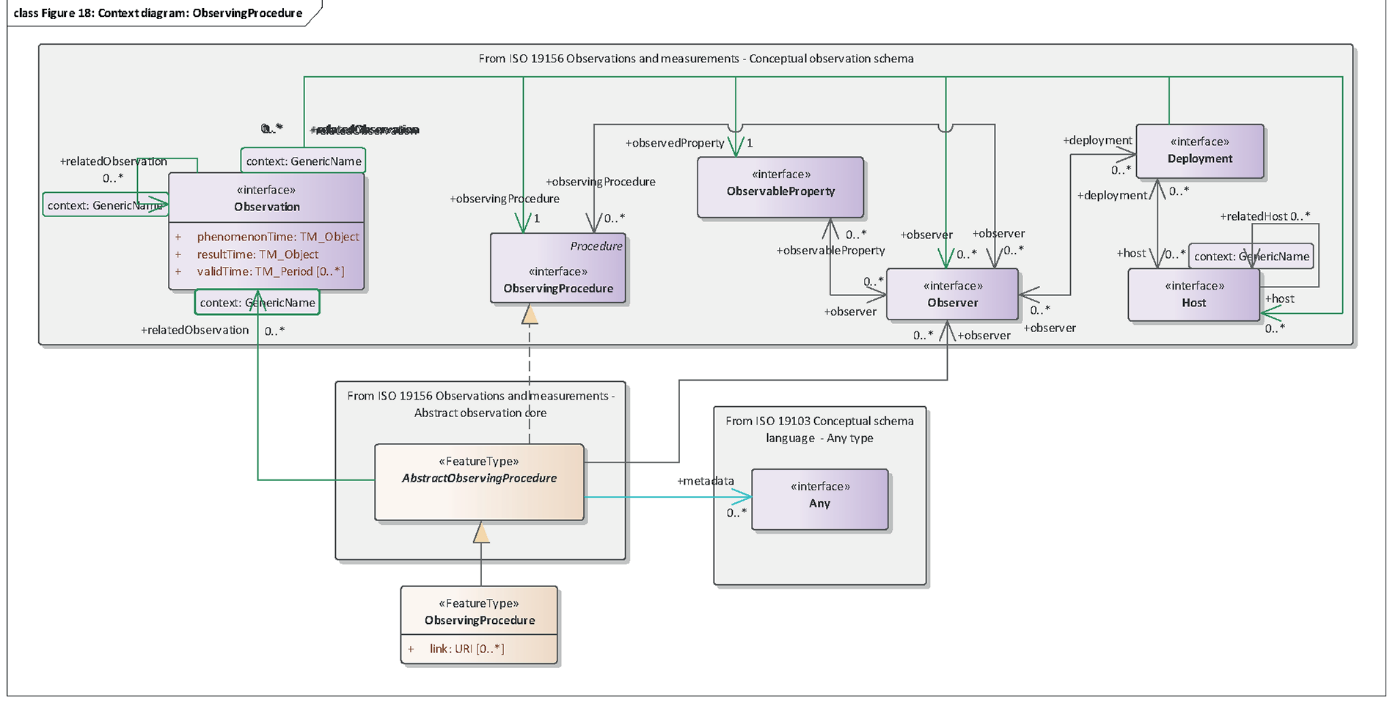 class Figure 18: Context diagram: ObservingProcedure
From ISO 19156 Observations and measurements - Conceptual observation schema
0..*
+relatedObservation
+relatedObservation
0..*
context: GenericName
context: GenericName
«interface»
Observation
+ phenomenonTime: TM_Object
+ resultTime: TM_Object
+ validTime: TM_Period [0..*]
context: GenericName
+relatedObservation
0..*
+observingProcedure
1
+observingProcedure
0..*
Procedure
«interface»
ObservingProcedure
+observedProperty
1
«interface»
ObservableProperty
0..*
+observableProperty
+observer
0..*
+observer
0..*
0..*
+observer
«interface»
Observer
0..*
+observer
0..*
+observer
+deployment
0..*
«interface»
Deployment
+deployment
0..*
+host
0..*
+relatedHost 0..*
context: GenericName
«interface»
Host
+host
0..*
From ISO 19156 Observations and measurements -
Abstract observation core
«FeatureType»
AbstractObservingProcedure
From ISO 19103 Conceptual schema
language - Any type
+metadata
0..*
«interface»
Any
«FeatureType»
ObservingProcedure
+ link: URI [0..*]